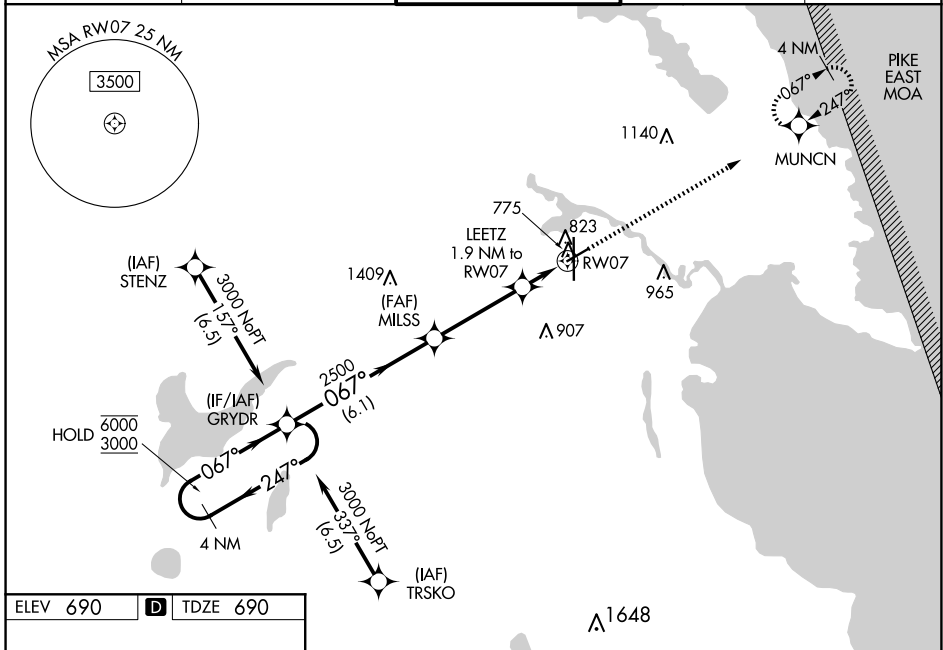 MSA RW07 25 NM
3500
4 NM
067°
247°
MUNCN
PIKE
EAST
MOA
1140
775
823
LEETZ
1.9 NM to
RW07
RW07
965
(IAF)
STENZ
3000 NoPT
157°
(6.5)
1409
(FAF)
MILSS
907
2500
067°
(6.1)
(IF/IAF)
GRYDR
HOLD 6000
3000
067°
247°
4 NM
3000 NoPT
337°
(6.5)
(IAF)
TRSKO
1648
ELEV 690 D TDZE 690